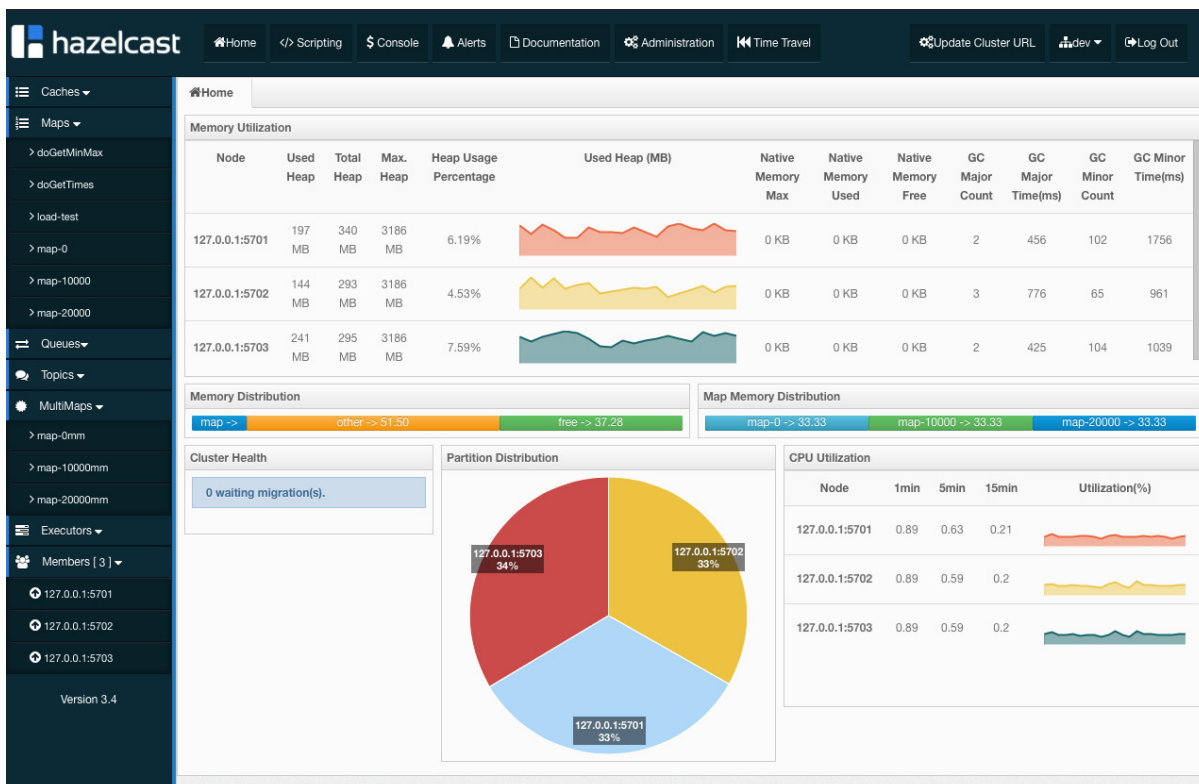 hazelcast
Home </> Scripting $ Console Alerts Documentation Administration Time Travel Update Cluster URL dev Log Out
Caches
Maps
> doGetMinMax
> doGetTimes
> load-test
> map-0
> map-10000
> map-20000
Queues
Topics
MultiMaps
> map-0mm
> map-10000mm
> map-20000mm
Executors
Members [ 3 ]
127.0.0.1:5701
127.0.0.1:5702
127.0.0.1:5703
Version 3.4
Home
Memory Utilization
Node Used Heap Total Heap Max. Heap Heap Usage Percentage Used Heap (MB) Native Memory Max Native Memory Used Native Memory Free GC Major Count GC Major Time(ms) GC Minor Count GC Minor Time(ms)
127.0.0.1:5701 197 MB 340 MB 3186 MB 6.19% 0 KB 0 KB 0 KB 2 456 102 1756
127.0.0.1:5702 144 MB 293 MB 3186 MB 4.53% 0 KB 0 KB 0 KB 3 776 65 961
127.0.0.1:5703 241 MB 295 MB 3186 MB 7.59% 0 KB 0 KB 0 KB 2 425 104 1039
Memory Distribution
map -> other -> 51.50 free -> 37.28
Map Memory Distribution
map-0 -> 33.33 map-10000 -> 33.33 map-20000 -> 33.33
Cluster Health
0 waiting migration(s).
Partition Distribution
127.0.0.1:5703
34%
127.0.0.1:5702
33%
127.0.0.1:5701
33%
CPU Utilization
Node 1min 5min 15min Utilization(%)
127.0.0.1:5701 0.89 0.63 0.21
127.0.0.1:5702 0.89 0.59 0.2
127.0.0.1:5703 0.89 0.59 0.2